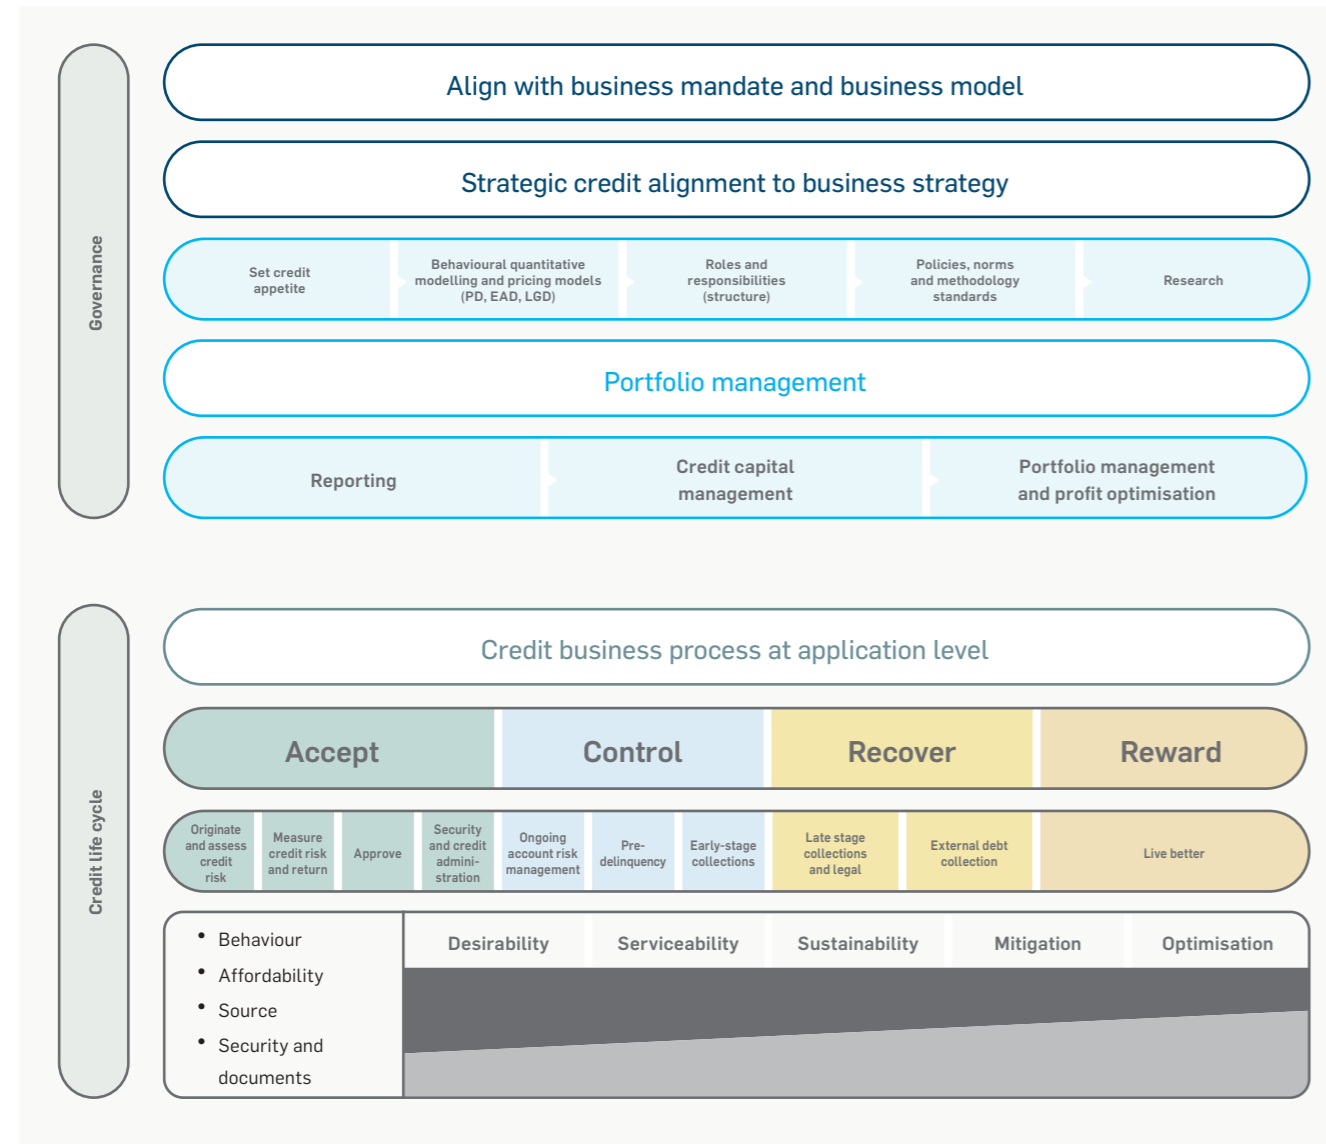 Governance
Align with business mandate and business model
Strategic credit alignment to business strategy
Set credit
appetite
Behavioural quantitative
modelling and pricing models
(PD, EAD, LGD)
Roles and
responsibilities
(structure)
Policies, norms
and methodology
standards
Research
Portfolio management
Reporting
Credit capital
management
Portfolio management
and profit optimisation
Credit life cycle
Credit business process at application level
Accept
Control
Recover
Reward
Originate
and assess
credit
risk
Measure
credit risk
and return
Approve
Security
and credit
admini-
stration
Ongoing
account risk
management
Pre-
delinquency
Early-stage
collections
Late stage
collections
and legal
External debt
collection
Live better
• Behaviour
• Affordability
• Source
• Security and
documents
Desirability
Serviceability
Sustainability
Mitigation
Optimisation